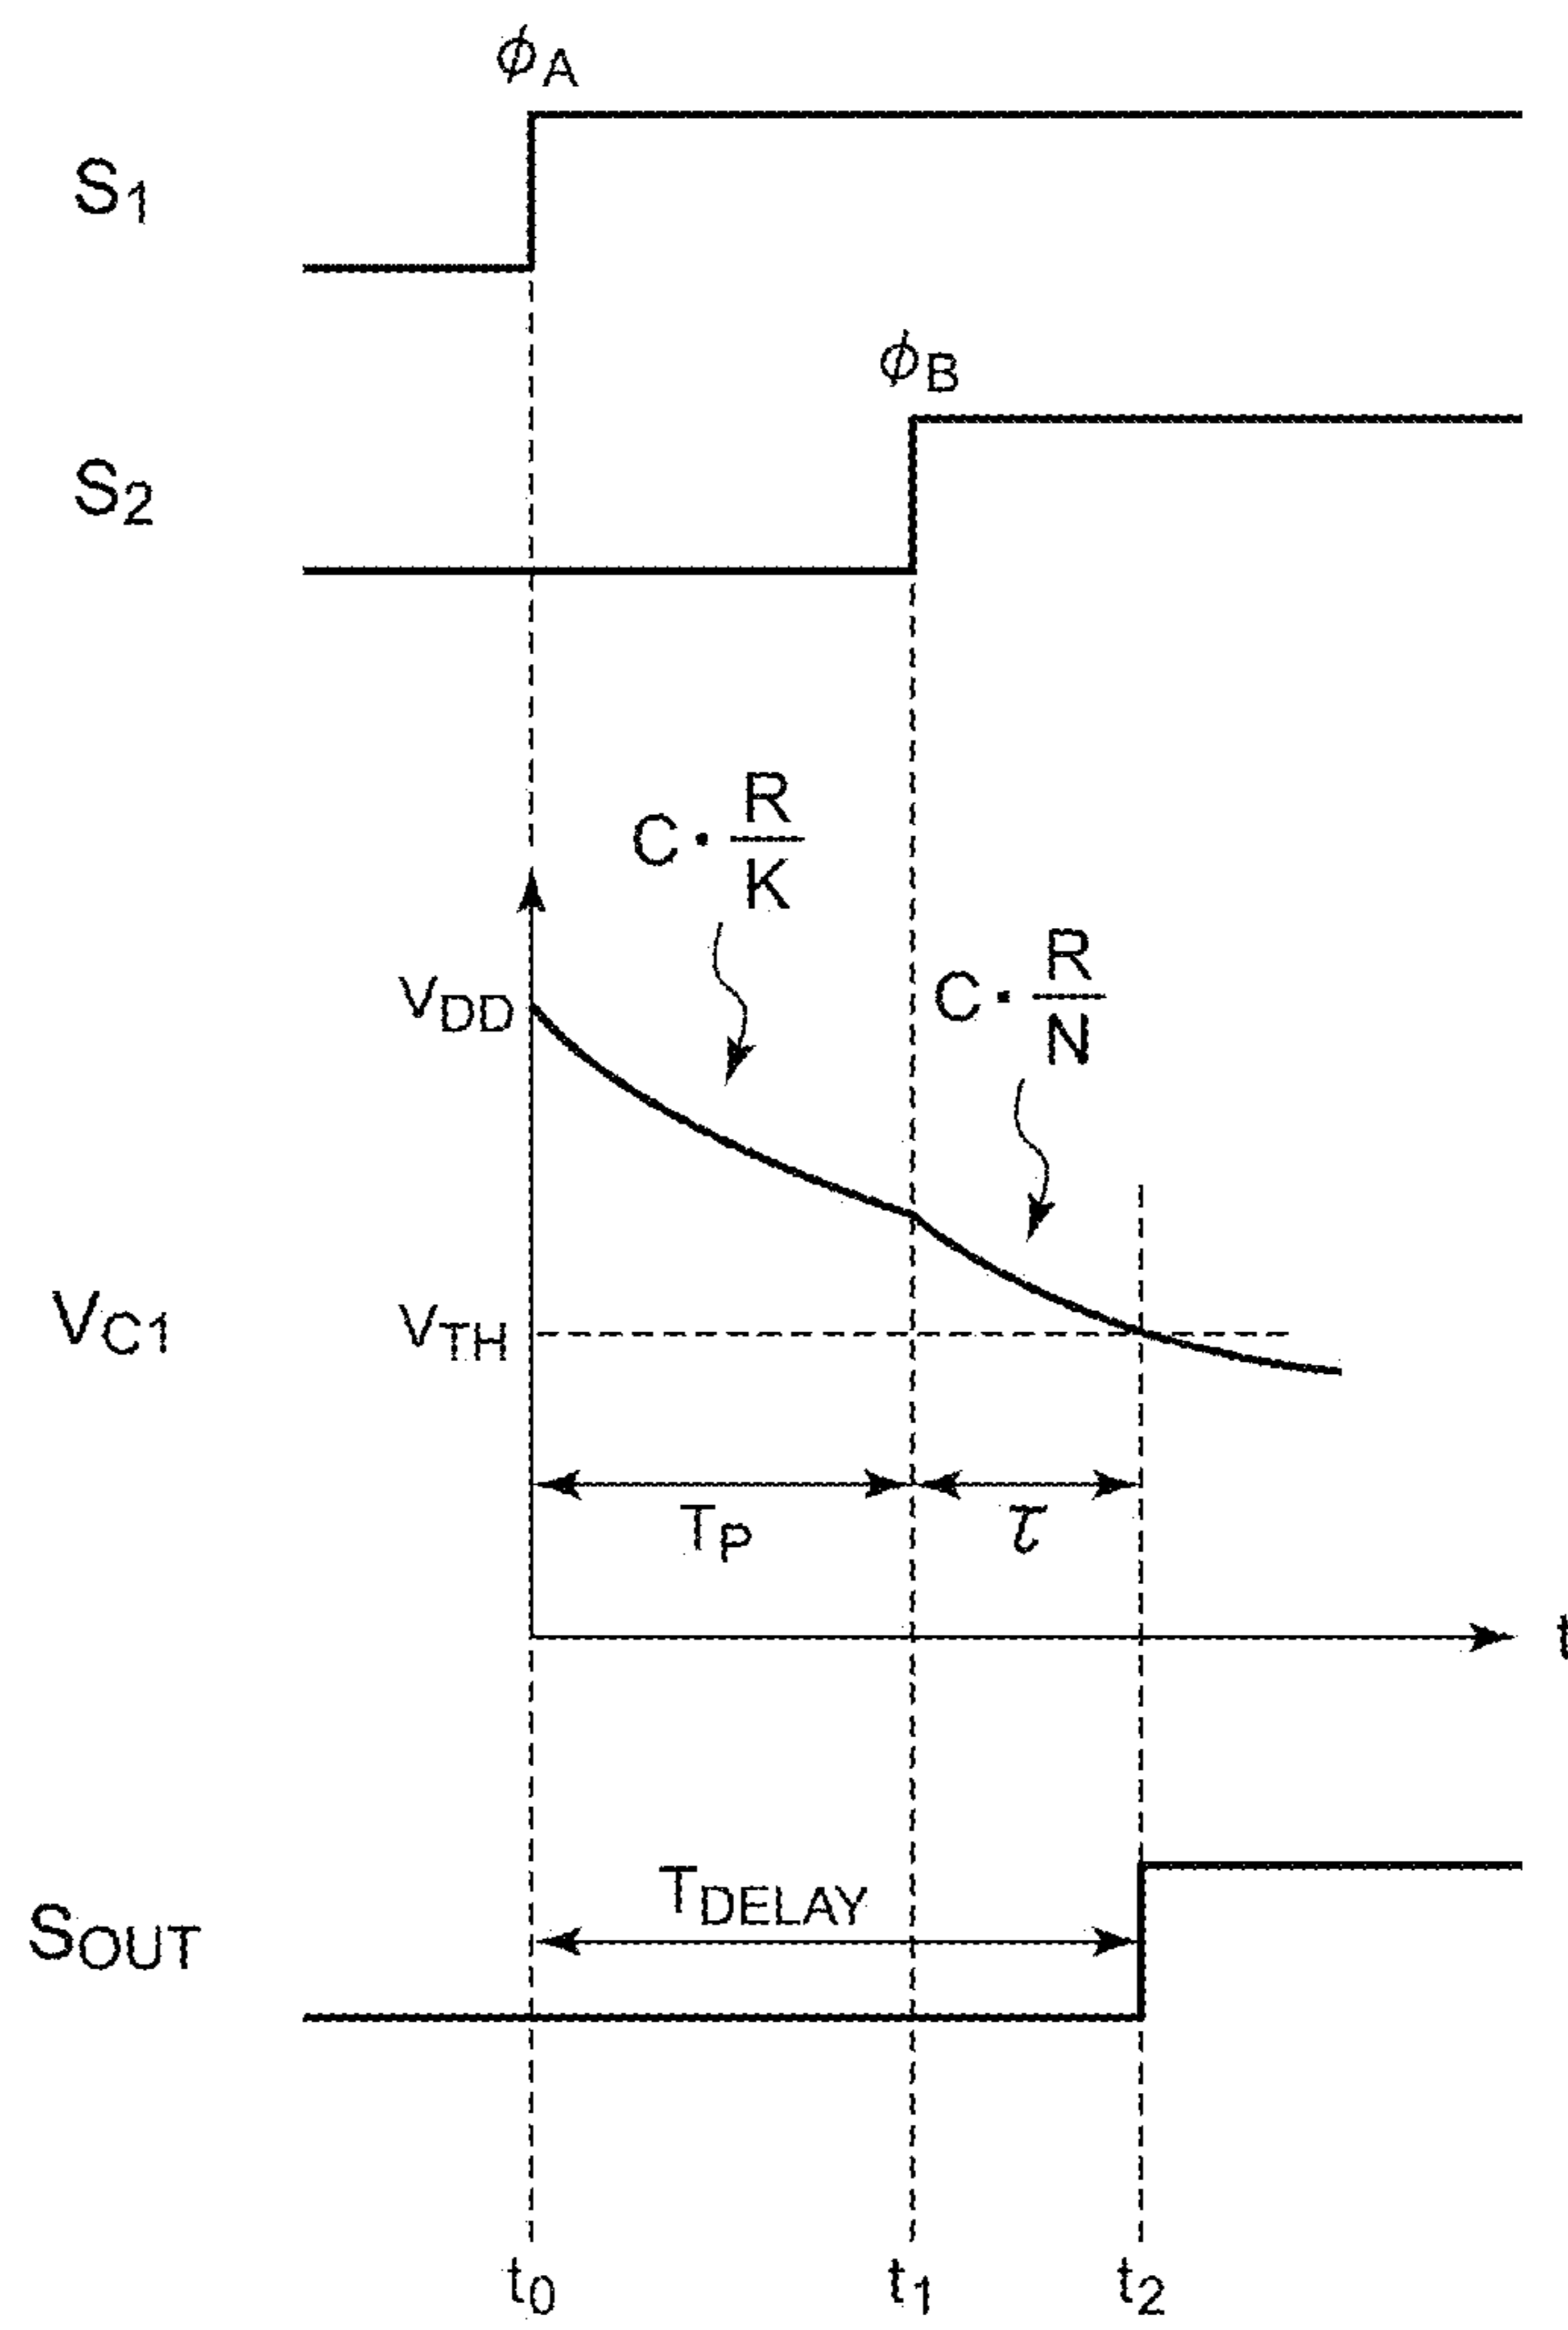 ϕA
S1
ϕB
S2
C · R/K
VDD
C · R/N
VC1
VTH
TP
τ
t
TDELAY
SOUT
t0
t1
t2